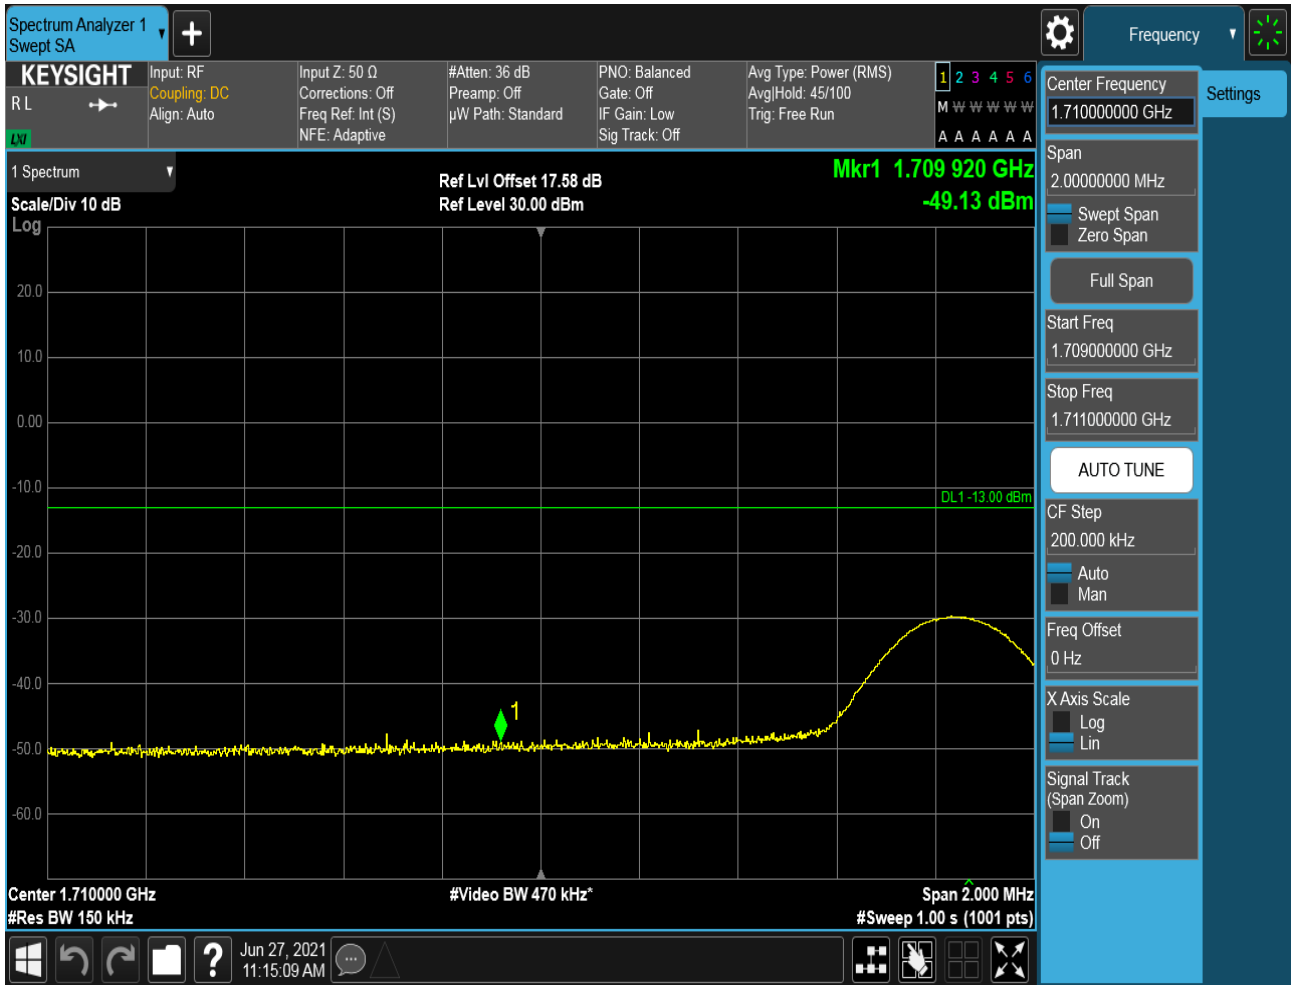 Spectrum Analyzer 1
Swept SA
Frequency
KEYSIGHT
R L
LXI
Input: RF
Coupling: DC
Align: Auto
Input Z: 50 Ω
Corrections: Off
Freq Ref: Int (S)
NFE: Adaptive
#Atten: 36 dB
Preamp: Off
µW Path: Standard
PNO: Balanced
Gate: Off
IF Gain: Low
Sig Track: Off
Avg Type: Power (RMS)
Avg|Hold: 45/100
Trig: Free Run
1 2 3 4 5 6
M W W W W W
A A A A A A
1 Spectrum
Scale/Div 10 dB
Log
Ref Lvl Offset 17.58 dB
Ref Level 30.00 dBm
Mkr1 1.709 920 GHz
-49.13 dBm
20.0
10.0
0.00
-10.0
DL1 -13.00 dBm
-20.0
-30.0
-40.0
1
-50.0
-60.0
Center 1.710000 GHz
#Video BW 470 kHz*
Span 2.000 MHz
#Res BW 150 kHz
#Sweep 1.00 s (1001 pts)
Jun 27, 2021
11:15:09 AM
?
Center Frequency
1.710000000 GHz
Settings
Span
2.00000000 MHz
Swept Span
Zero Span
Full Span
Start Freq
1.709000000 GHz
Stop Freq
1.711000000 GHz
AUTO TUNE
CF Step
200.000 kHz
Auto
Man
Freq Offset
0 Hz
X Axis Scale
Log
Lin
Signal Track
(Span Zoom)
On
Off